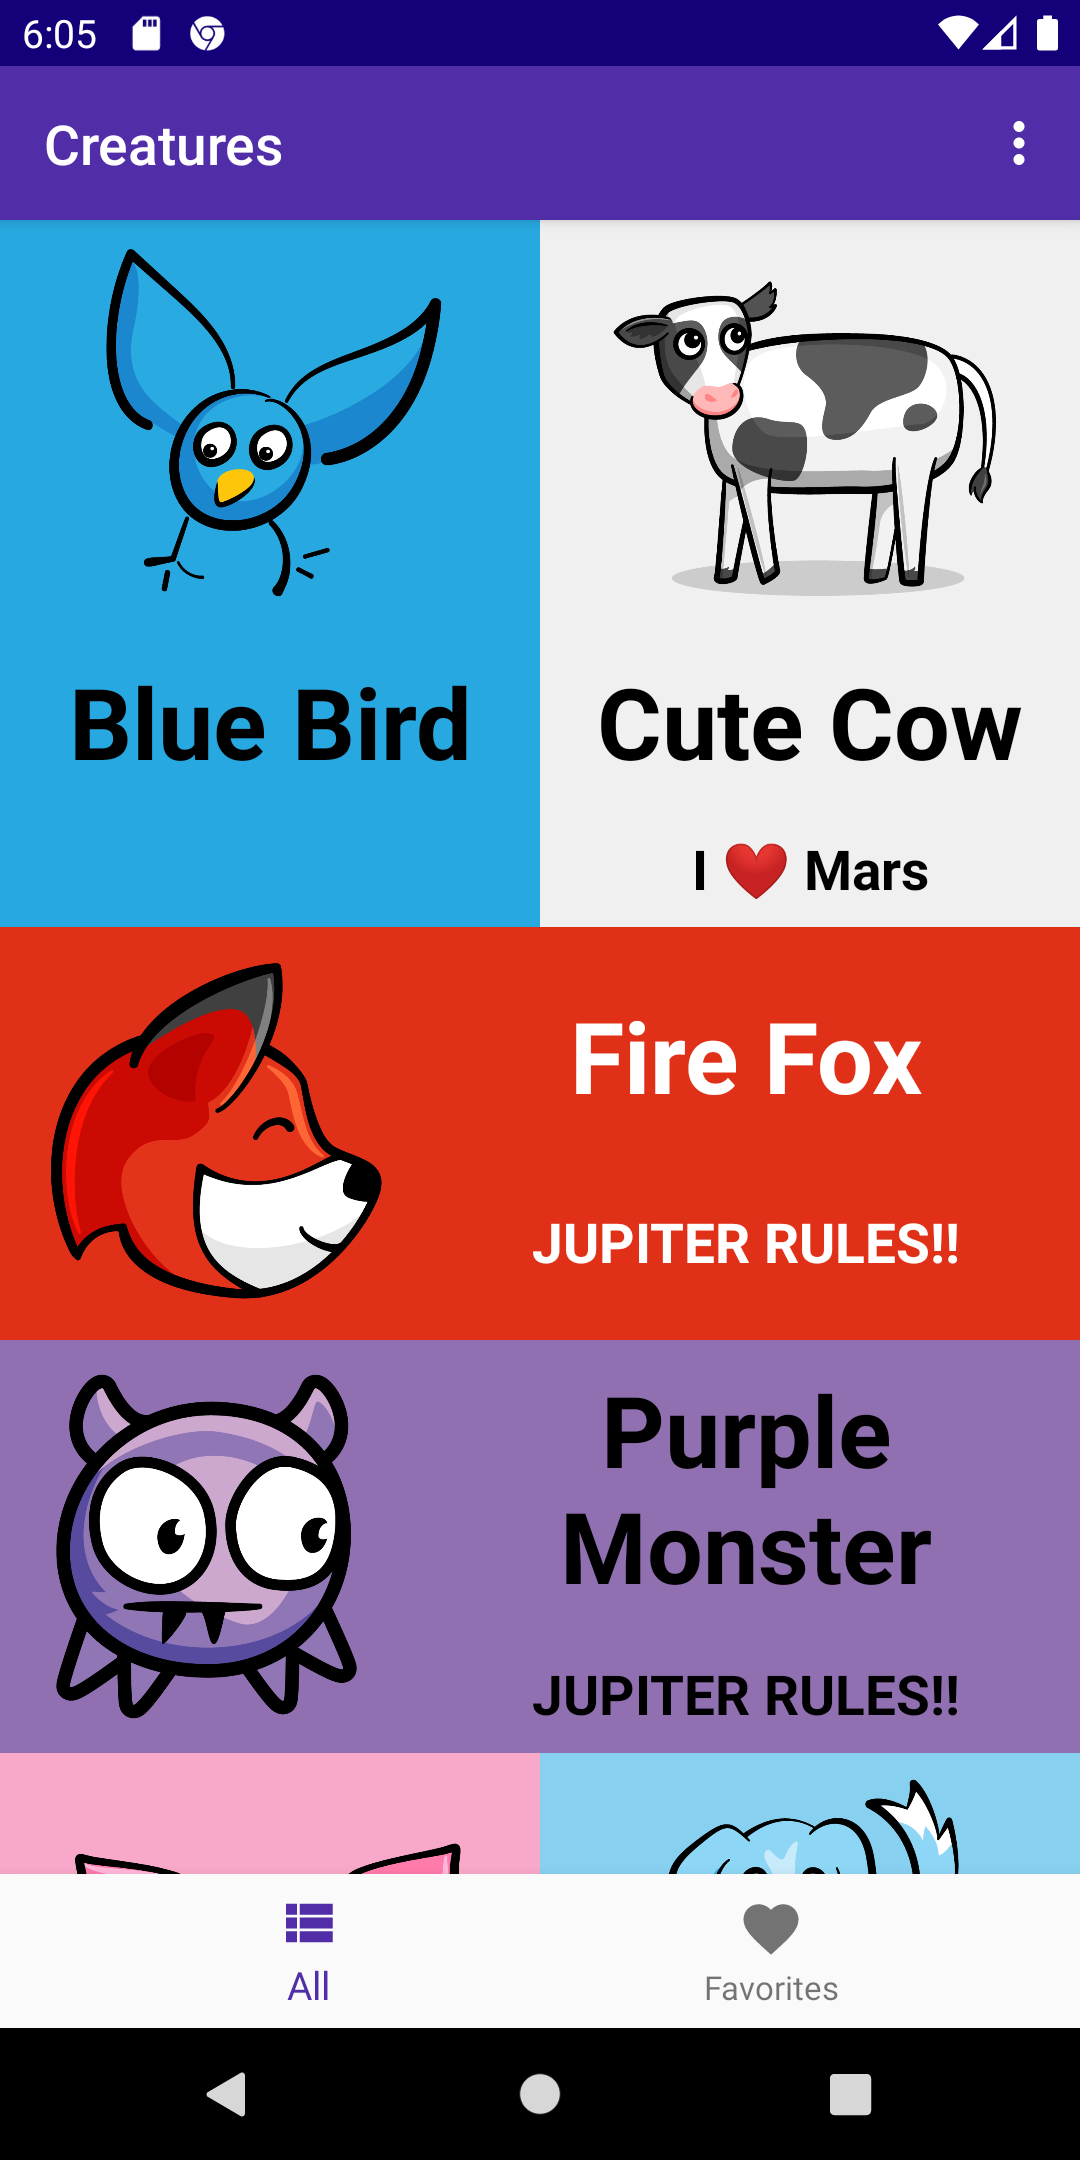 6:05
Creatures
Blue Bird
Cute Cow
I ❤️ Mars
Fire Fox
JUPITER RULES!!
Purple
Monster
JUPITER RULES!!
All
Favorites